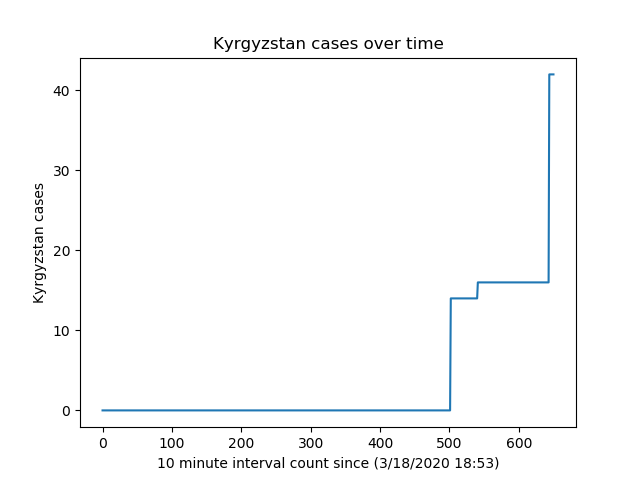 Kyrgyzstan cases over time
Kyrgyzstan cases
40
30
20
10
0
0 100 200 300 400 500 600
10 minute interval count since (3/18/2020 18:53)